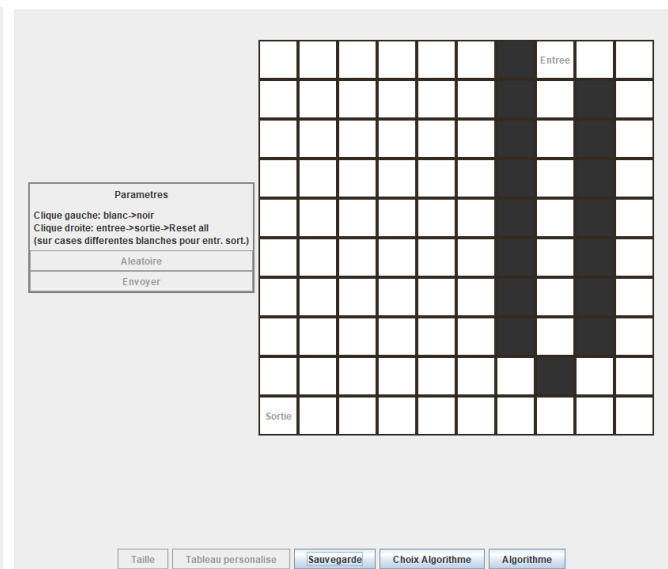 Entree
Parametres
Clique gauche: blanc->noir
Clique droite: entree->sortie->Reset all
(sur cases differentes blanches pour entr. sort.)
Aleatoire
Envoyer
Sortie
Taille Tableau personalise Sauvegarde Choix Algorithme Algorithme